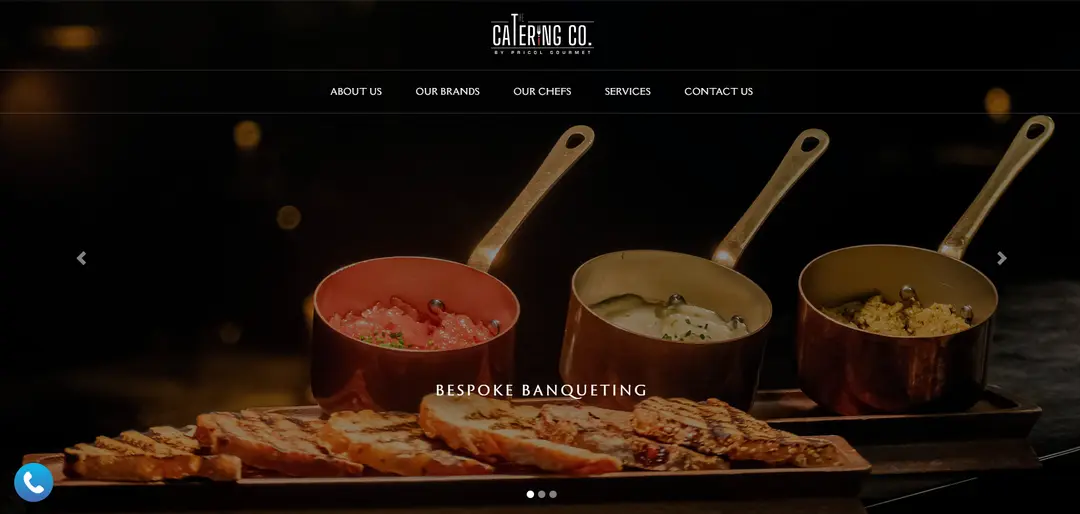 THE
CATERING CO.
BY PRICOL GOURMET
ABOUT US
OUR BRANDS
OUR CHEFS
SERVICES
CONTACT US
BESPOKE BANQUETING